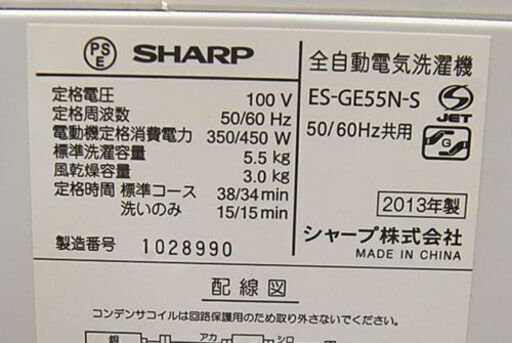 PS E SHARP
定格電圧 100 V
定格周波数 50/60 Hz
電動機定格消費電力 350/450 W
標準洗濯容量 5.5 kg
風乾燥容量 3.0 kg
定格時間 標準コース 38/34 min
洗いのみ 15/15 min
製造番号 1028990
全自動電気洗濯機
ES-GE55N-S
S JET
50/60Hz共用
G
2013年製
シャープ株式会社
MADE IN CHINA
配線図
コンデンサコイルは回路保護用のため取り外さないでください。
アカ シロ